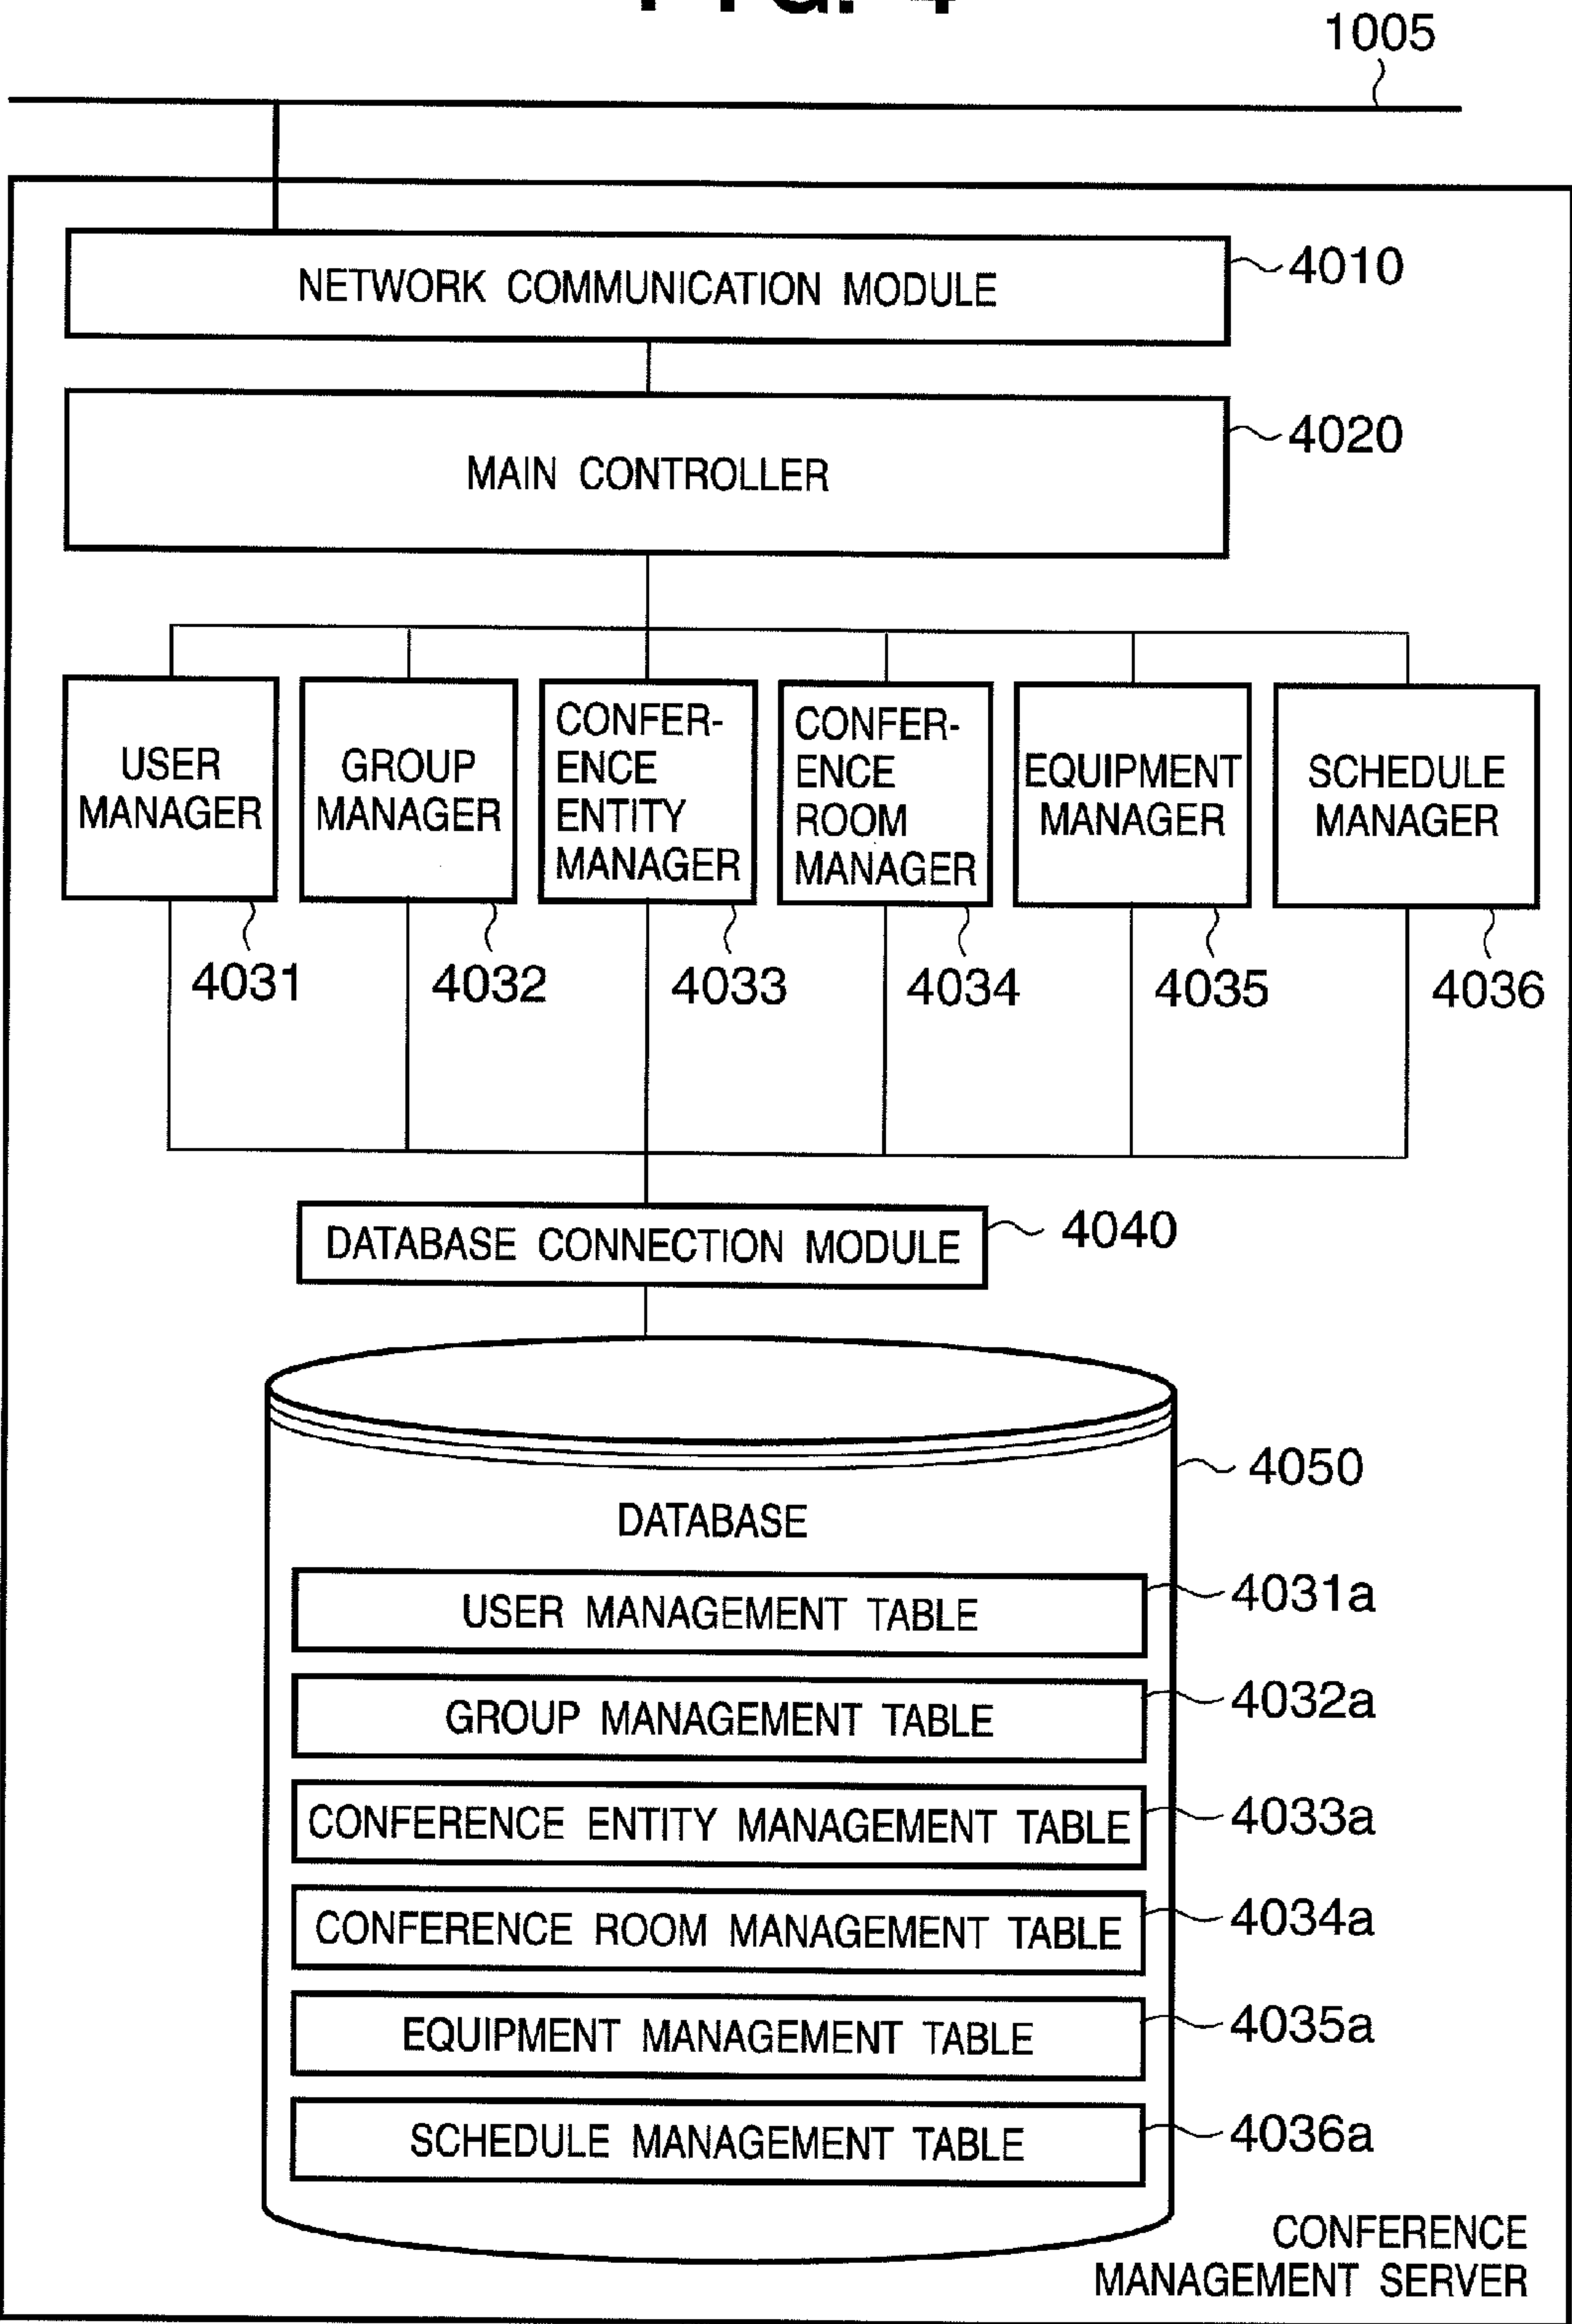 FIG. 4
1005
NETWORK COMMUNICATION MODULE
4010
MAIN CONTROLLER
4020
USER
MANAGER
GROUP
MANAGER
CONFER-
ENCE
ENTITY
MANAGER
CONFER-
ENCE
ROOM
MANAGER
EQUIPMENT
MANAGER
SCHEDULE
MANAGER
4031
4032
4033
4034
4035
4036
DATABASE CONNECTION MODULE
4040
4050
DATABASE
USER MANAGEMENT TABLE
4031a
GROUP MANAGEMENT TABLE
4032a
CONFERENCE ENTITY MANAGEMENT TABLE
4033a
CONFERENCE ROOM MANAGEMENT TABLE
4034a
EQUIPMENT MANAGEMENT TABLE
4035a
SCHEDULE MANAGEMENT TABLE
4036a
CONFERENCE
MANAGEMENT SERVER